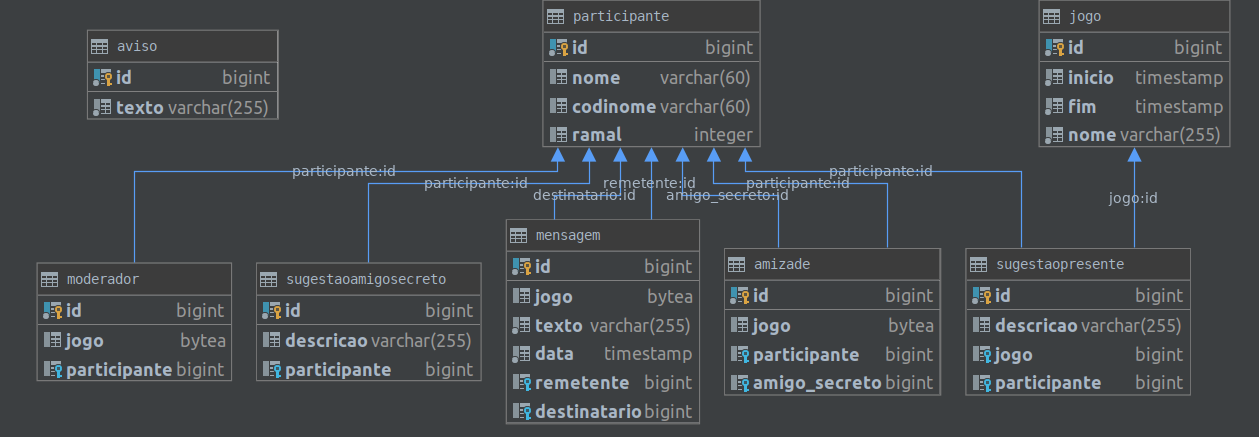 aviso
id bigint
texto varchar(255)
participante
id bigint
nome varchar(60)
codinome varchar(60)
ramal integer
jogo
id bigint
inicio timestamp
fim timestamp
nome varchar(255)
participante:id
participante:id
destinatario:id
remetente:id
amigo_secreto:id
participante:id
participante:id
jogo:id
moderador
id bigint
jogo bytea
participante bigint
sugestaoamigosecreto
id bigint
descricao varchar(255)
participante bigint
mensagem
id bigint
jogo bytea
texto varchar(255)
data timestamp
remetente bigint
destinatario bigint
amizade
id bigint
jogo bytea
participante bigint
amigo_secreto bigint
sugestaopresente
id bigint
descricao varchar(255)
jogo bigint
participante bigint